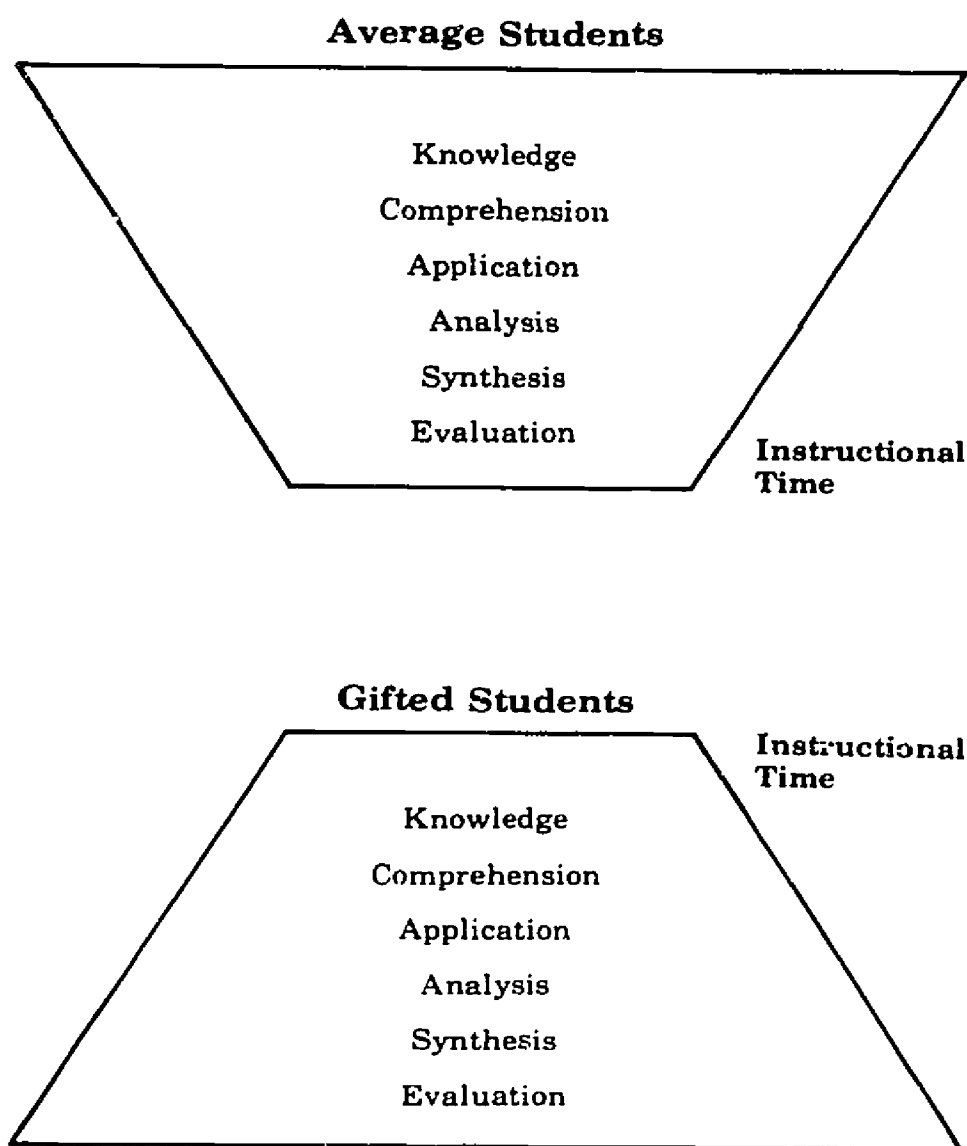 Average Students
Knowledge
Comprehension
Application
Analysis
Synthesis
Evaluation
Instructional
Time
Gifted Students
Instructional
Time
Knowledge
Comprehension
Application
Analysis
Synthesis
Evaluation